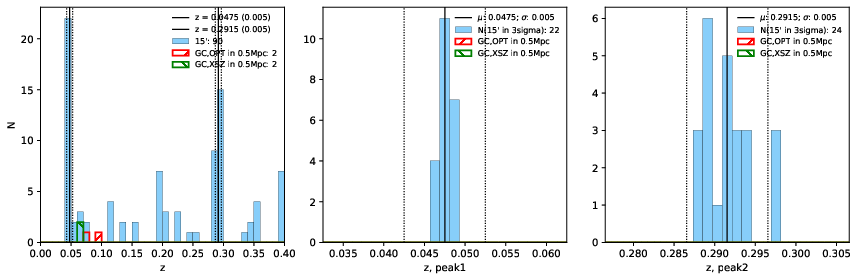 z = 0.0475 (0.005)
z = 0.2915 (0.005)
15': 90
GC,OPT in 0.5Mpc: 2
GC,XSZ in 0.5Mpc: 2
N
20
15
10
5
0
0.00 0.05 0.10 0.15 0.20 0.25 0.30 0.35 0.40
z
μ: 0.0475; σ: 0.005
N(15' in 3sigma): 22
GC,OPT in 0.5Mpc
GC,XSZ in 0.5Mpc
10
8
6
4
2
0
0.035 0.040 0.045 0.050 0.055 0.060
z, peak1
μ: 0.2915; σ: 0.005
N(15' in 3sigma): 24
GC,OPT in 0.5Mpc
GC,XSZ in 0.5Mpc
6
5
4
3
2
1
0
0.280 0.285 0.290 0.295 0.300 0.305
z, peak2